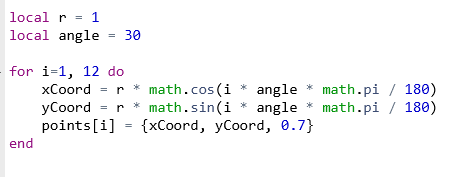 local r = 1
local angle = 30
for i=1, 12 do
xCoord = r * math.cos(i * angle * math.pi / 180)
yCoord = r * math.sin(i * angle * math.pi / 180)
points[i] = {xCoord, yCoord, 0.7}
end